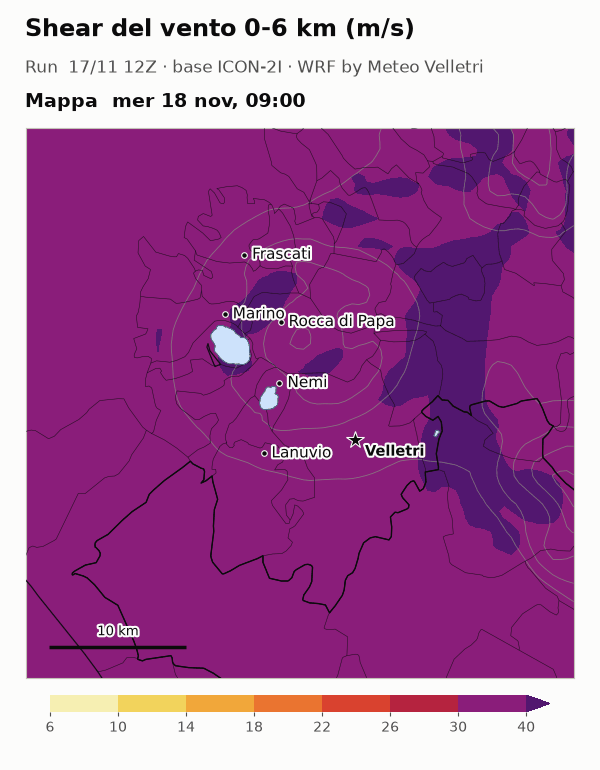 Shear del vento 0-6 km (m/s)
Run  17/11 12Z · base ICON-2I · WRF by Meteo Velletri
Mappa  mer 18 nov, 09:00
Frascati
Marino
Rocca di Papa
Nemi
Velletri
Lanuvio
10 km
6 10 14 18 22 26 30 40